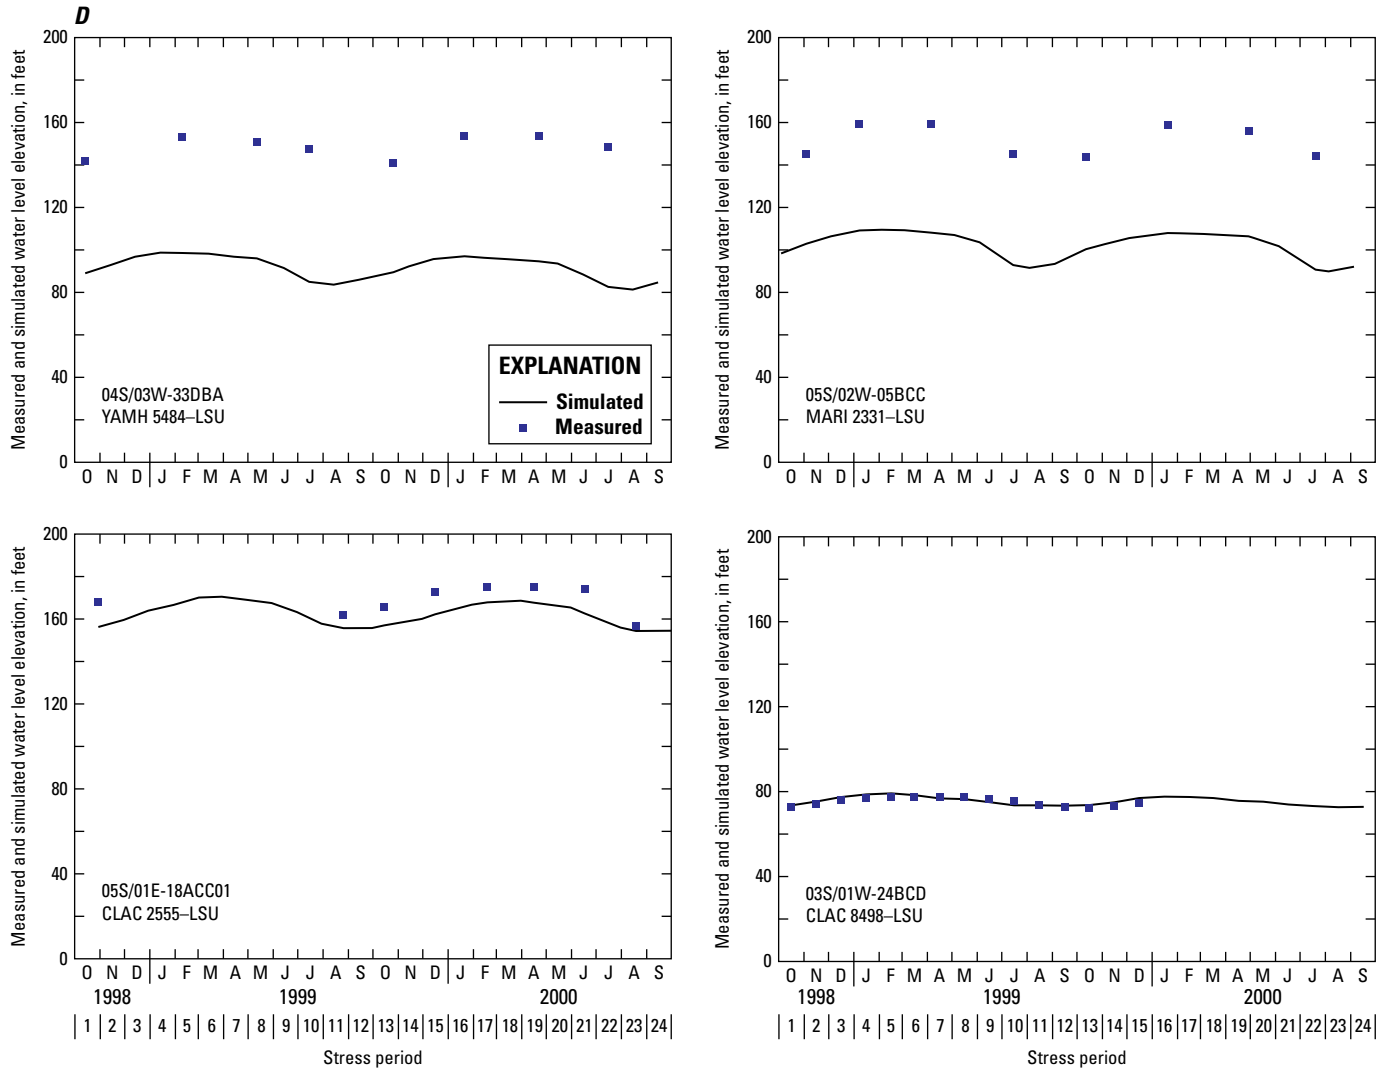 D
Measured and simulated water level elevation, in feet
200
160
120
80
40
0
04S/03W-33DBA
YAMH 5484–LSU
EXPLANATION
Simulated
Measured
O N D J F M A M J J A S O N D J F M A M J J A S
Measured and simulated water level elevation, in feet
200
160
120
80
40
0
05S/02W-05BCC
MARI 2331–LSU
O N D J F M A M J J A S O N D J F M A M J J A S
Measured and simulated water level elevation, in feet
200
160
120
80
40
0
05S/01E-18ACC01
CLAC 2555–LSU
O N D J F M A M J J A S O N D J F M A M J J A S
1998 1999 2000
1 2 3 4 5 6 7 8 9 10 11 12 13 14 15 16 17 18 19 20 21 22 23 24
Stress period
Measured and simulated water level elevation, in feet
200
160
120
80
40
0
03S/01W-24BCD
CLAC 8498–LSU
O N D J F M A M J J A S O N D J F M A M J J A S
1998 1999 2000
1 2 3 4 5 6 7 8 9 10 11 12 13 14 15 16 17 18 19 20 21 22 23 24
Stress period